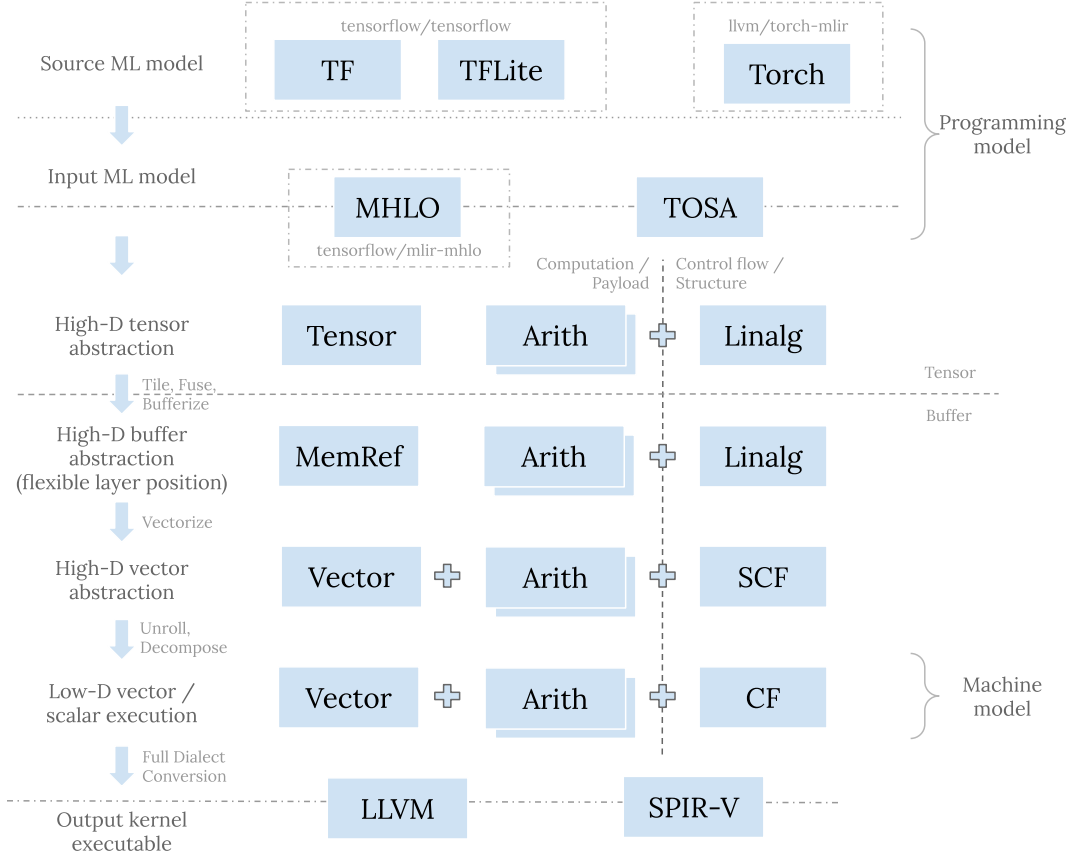 tensorflow/tensorflow
llvm/torch-mlir
Source ML model
TF
TFLite
Torch
Programming
model
Input ML model
MHLO
TOSA
tensorflow/mlir-mhlo
Computation /
Payload
Control flow /
Structure
High-D tensor
abstraction
Tensor
Arith
Linalg
Tile, Fuse,
Bufferize
Tensor
Buffer
High-D buffer
abstraction
(flexible layer position)
MemRef
Arith
Linalg
Vectorize
High-D vector
abstraction
Vector
Arith
SCF
Unroll,
Decompose
Low-D vector /
scalar execution
Vector
Arith
CF
Machine
model
Full Dialect
Conversion
LLVM
SPIR-V
Output kernel
executable